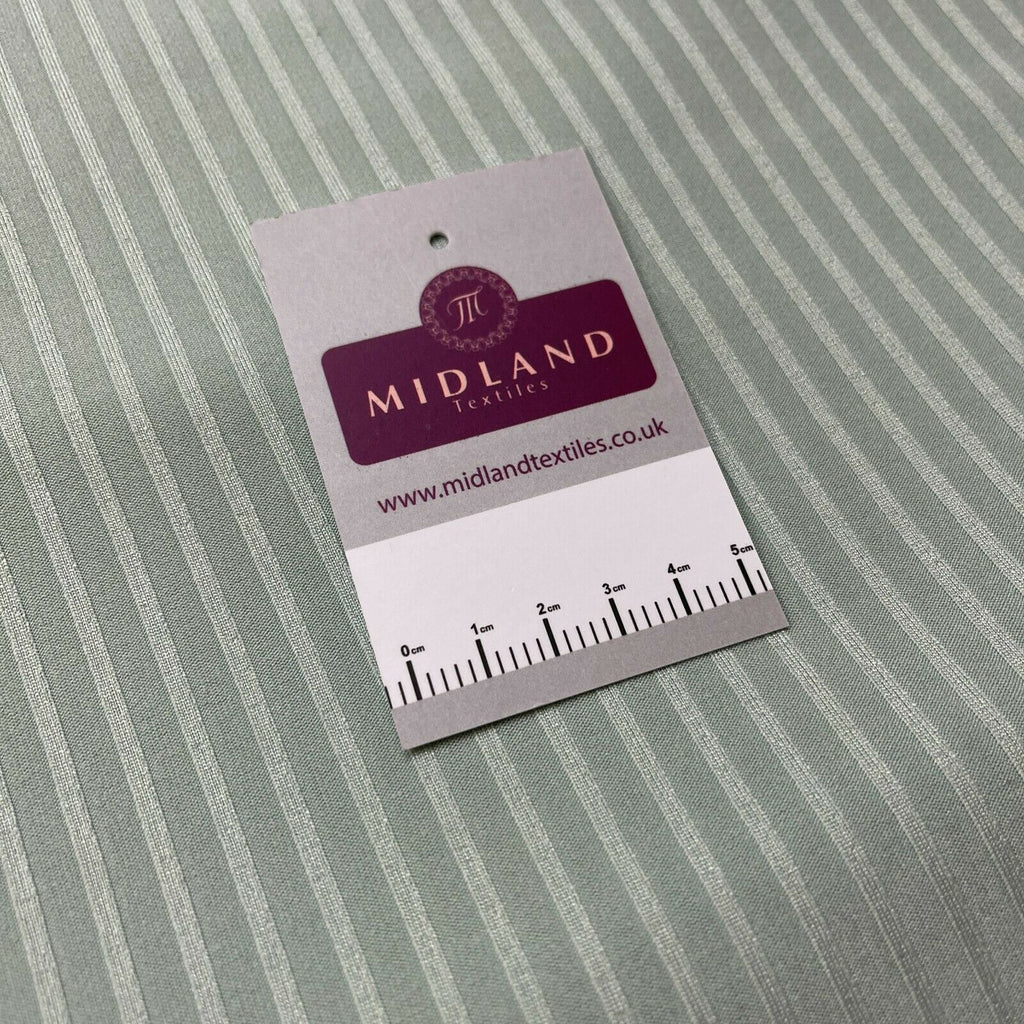 M
MIDLAND
Textiles
www.midlandtextiles.co.uk
0cm 1cm 2cm 3cm 4cm 5cm